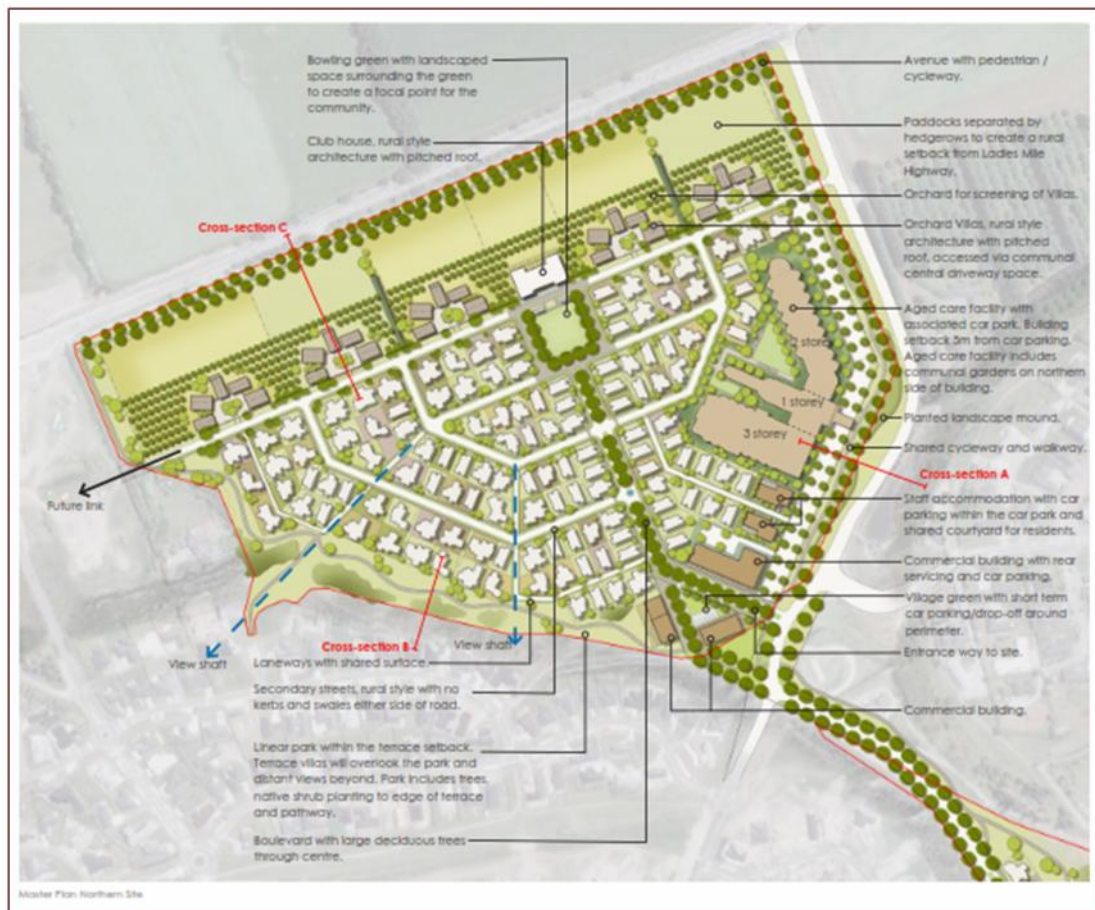 Bowling green with landscaped
space surrounding the green
to create a focal point for the
community.
Club house, rural style
architecture with pitched roof.
Cross-section C
Avenue with pedestrian /
cycleway.
Paddocks separated by
hedgerows to create a rural
setback from Ladies Mile
Highway.
Orchard for screening of Villas.
Orchard Villas, rural style
architecture with pitched
roof, accessed via communal
central driveway space.
Aged care facility with
associated car park. Building
setback 5m from car parking.
Aged care facility includes
communal gardens on northern
side of building.
2 storey
1 storey
3 storey
Planted landscape mound.
Shared cycleway and walkway.
Cross-section A
Staff accommodation with car
parking within the car park and
shared courtyard for residents.
Commercial building with rear
servicing and car parking.
Village green with short term
car parking/drop-off around
perimeter.
Entrance way to site.
Commercial building.
Future link
View shaft
Cross-section B
View shaft
Laneways with shared surface.
Secondary streets, rural style with no
kerbs and swales either side of road.
Linear park within the terrace setback.
Terrace villas will overlook the park and
distant views beyond. Park includes trees,
native shrub planting to edge of terrace
and pathway.
Boulevard with large deciduous trees
through centre.
Master Plan Northern Site